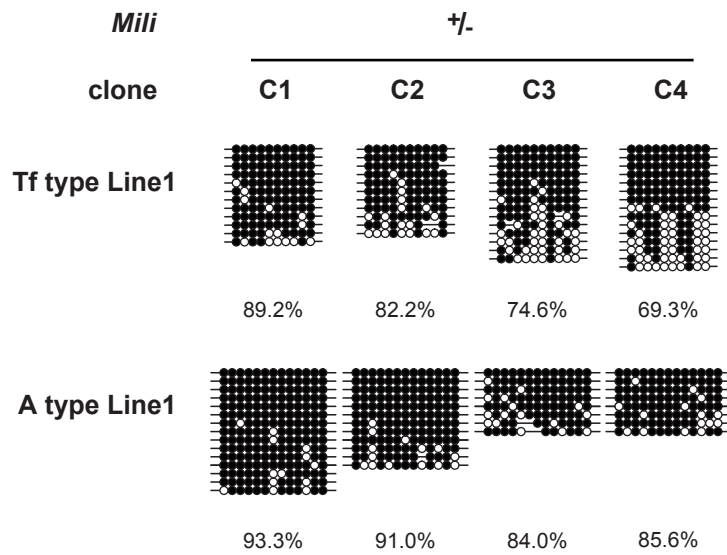 Mili +/-
clone C1 C2 C3 C4
Tf type Line1
89.2% 82.2% 74.6% 69.3%
A type Line1
93.3% 91.0% 84.0% 85.6%